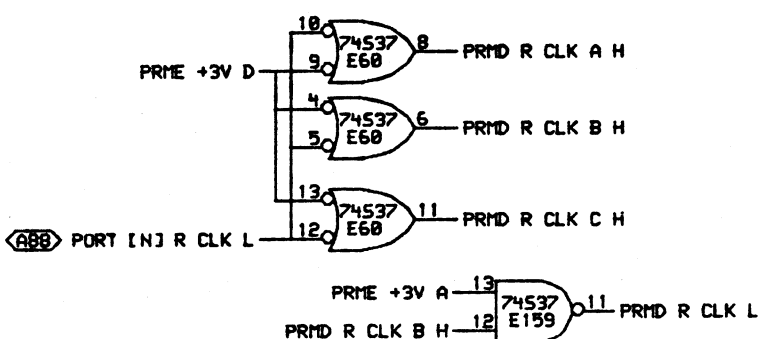 10
74S37
E60
8
PRMD R CLK A H
PRME +3V D
9
4
74S37
E60
6
PRMD R CLK B H
5
13
74S37
E60
11
PRMD R CLK C H
A88 PORT [N] R CLK L
12
PRME +3V A
13
74S37
E159
11
PRMD R CLK L
PRMD R CLK B H
12